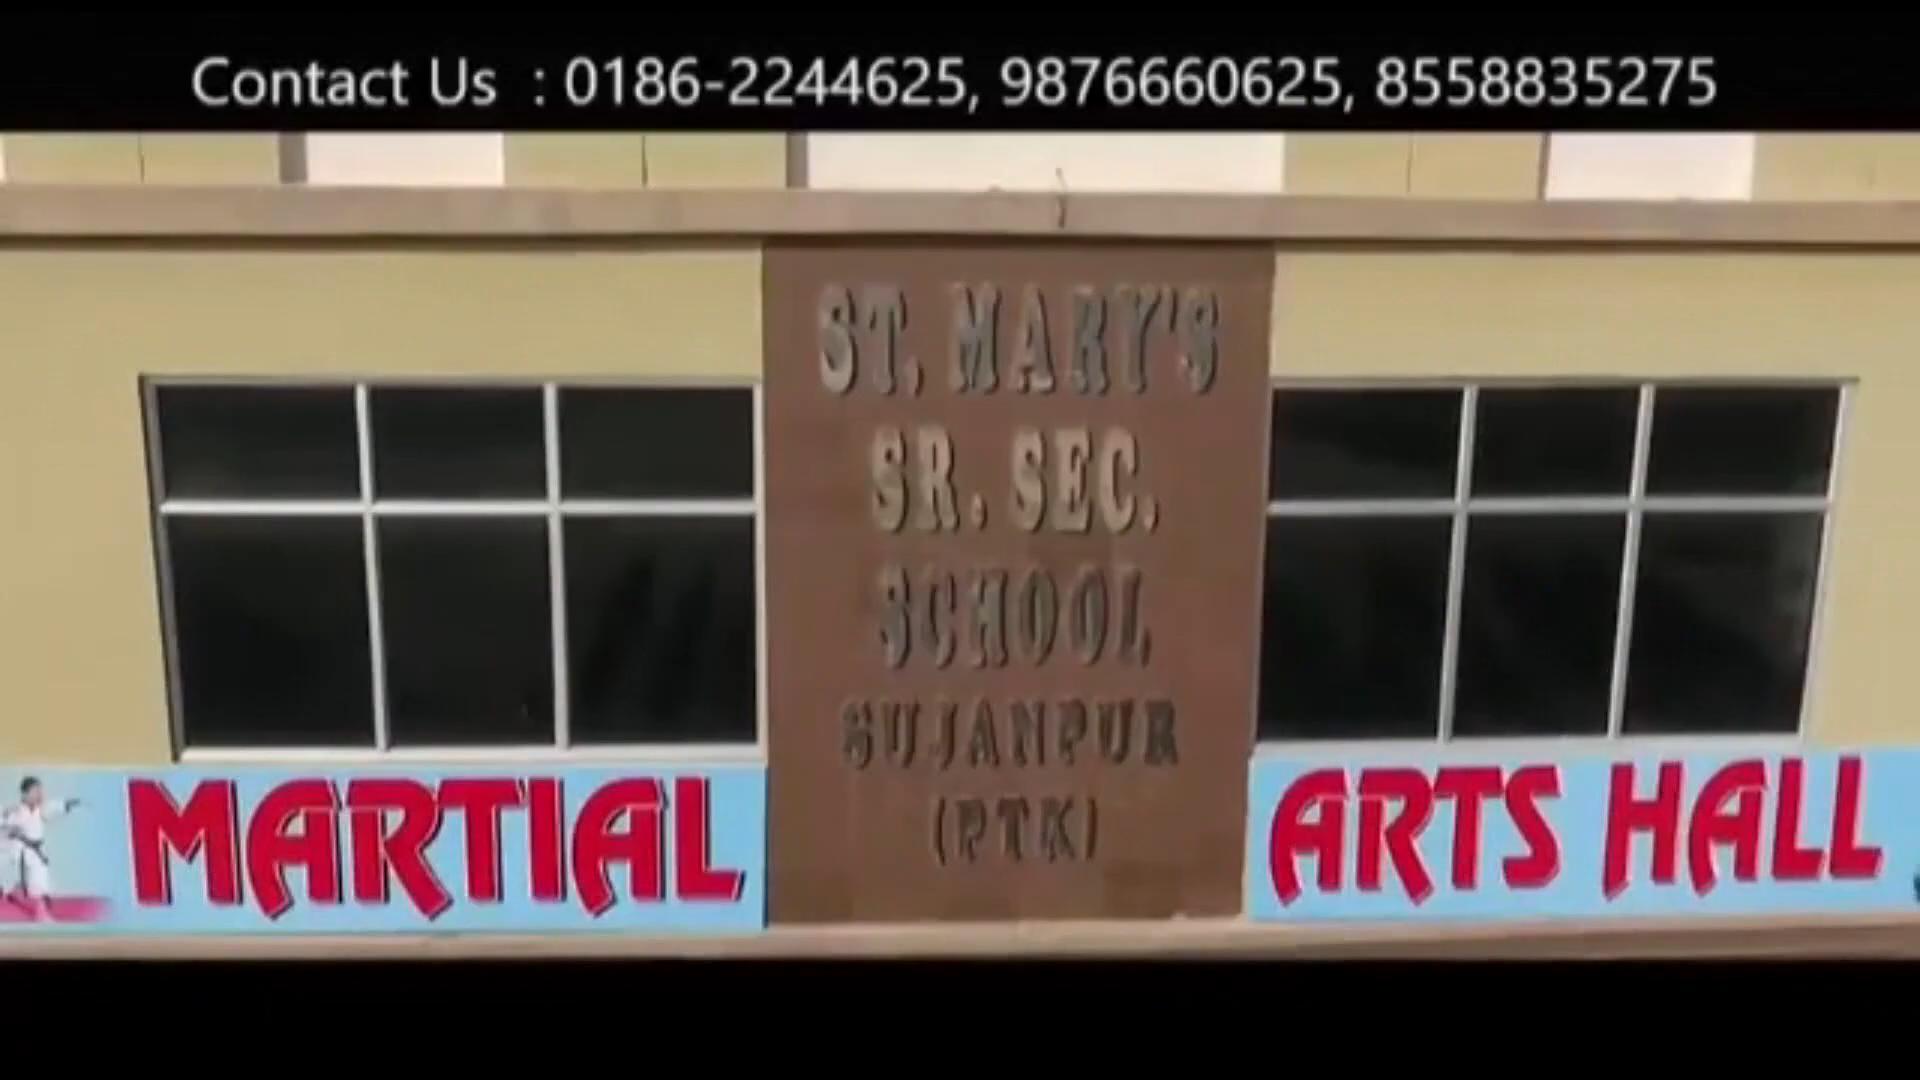 Contact Us : 0186-2244625, 9876660625, 8558835275
ST. MARY'S
SR. SEC.
SCHOOL
SUJANPUR
(PTK)
MARTIAL ARTS HALL